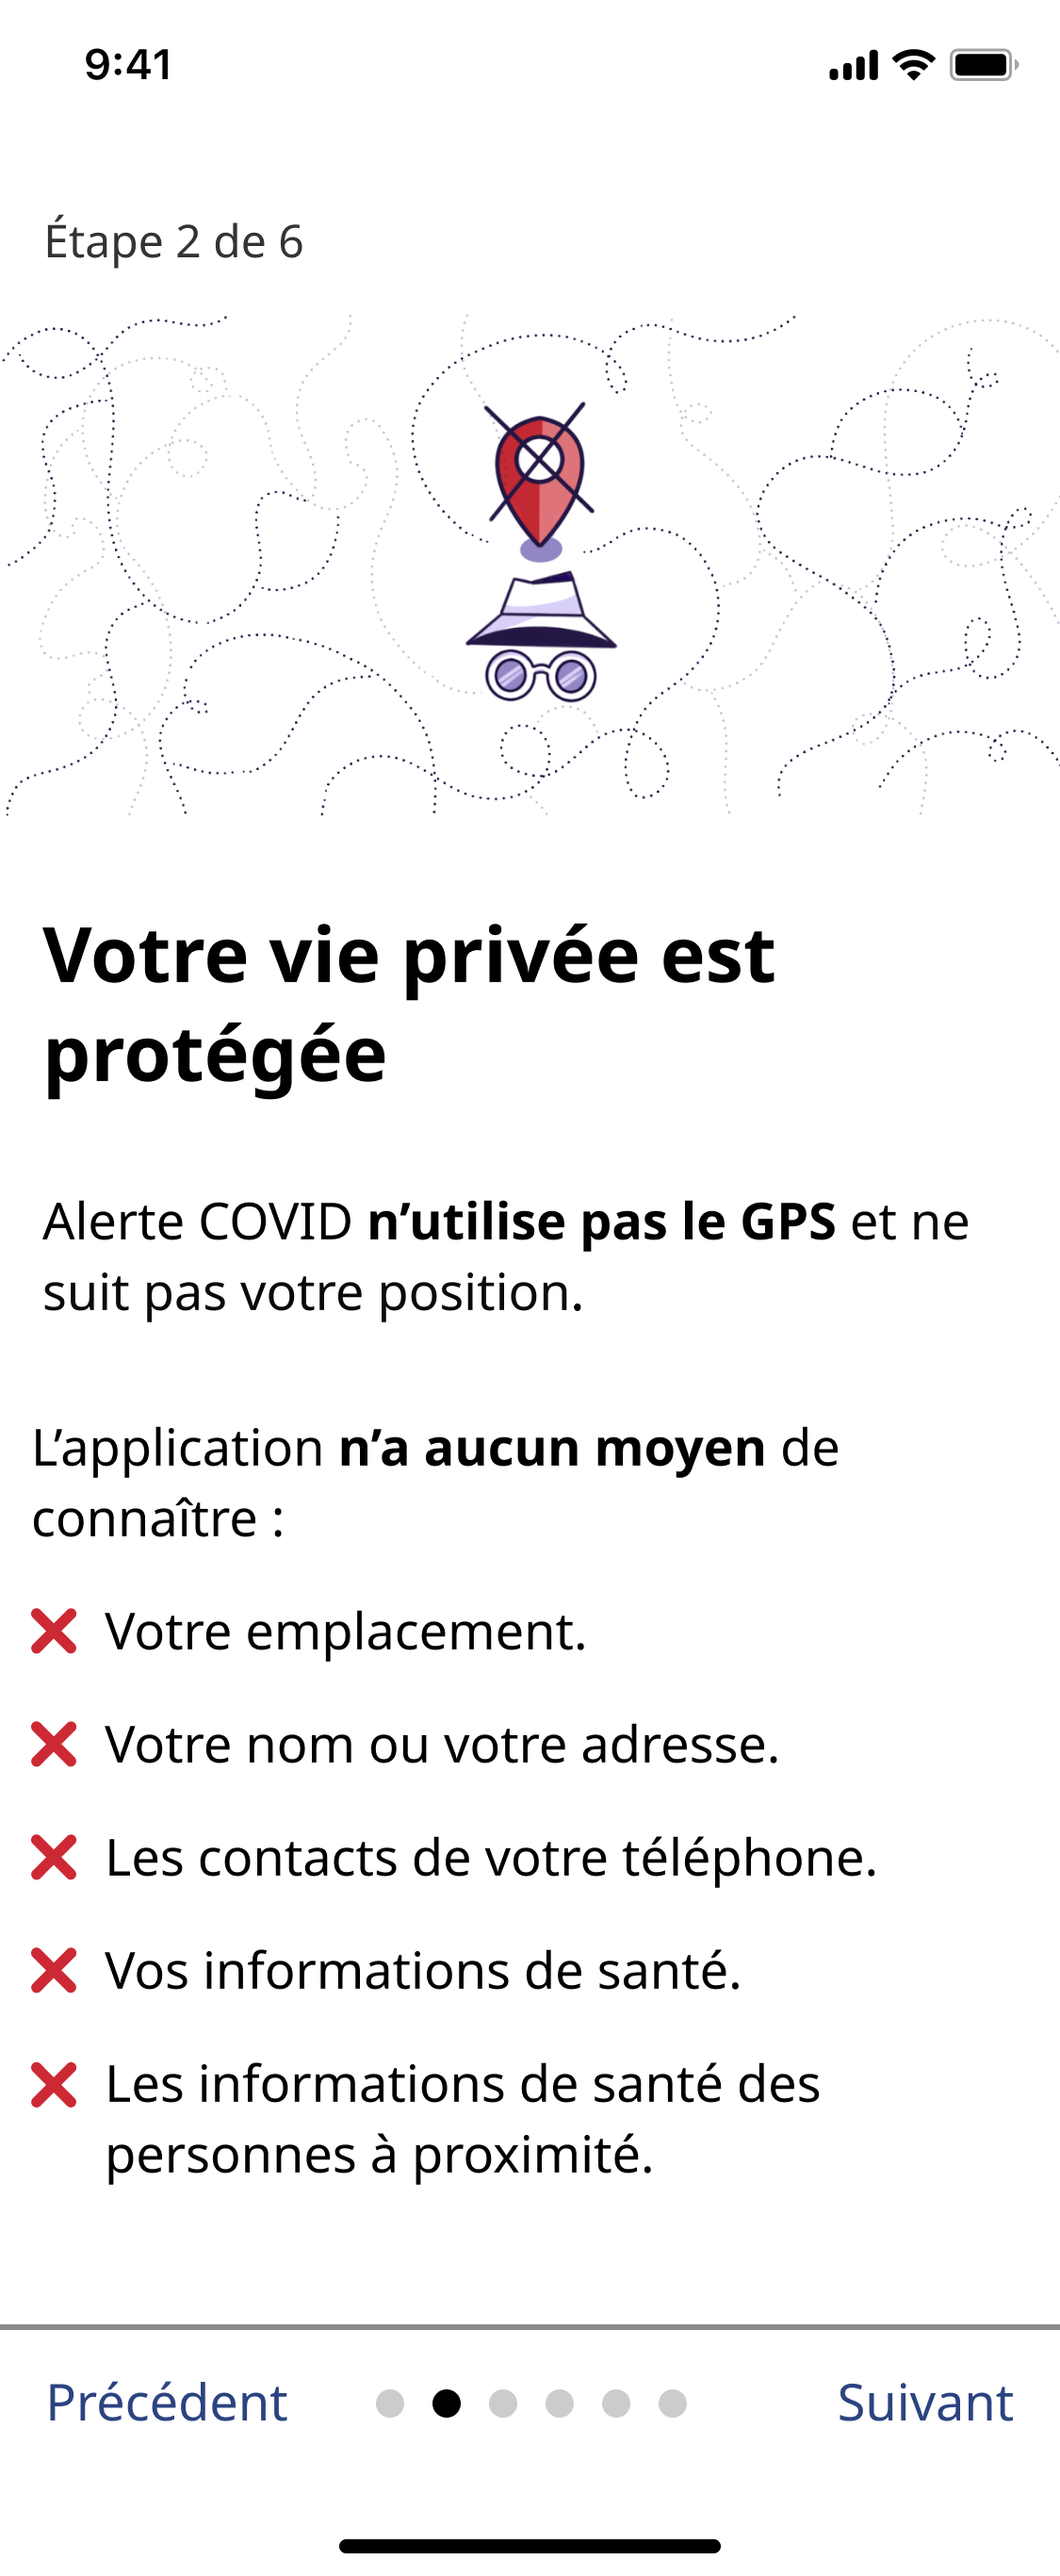 9:41
Étape 2 de 6
Votre vie privée est
protégée
Alerte COVID n’utilise pas le GPS et ne
suit pas votre position.
L’application n’a aucun moyen de
connaître :
Votre emplacement.
Votre nom ou votre adresse.
Les contacts de votre téléphone.
Vos informations de santé.
Les informations de santé des
personnes à proximité.
Précédent
Suivant